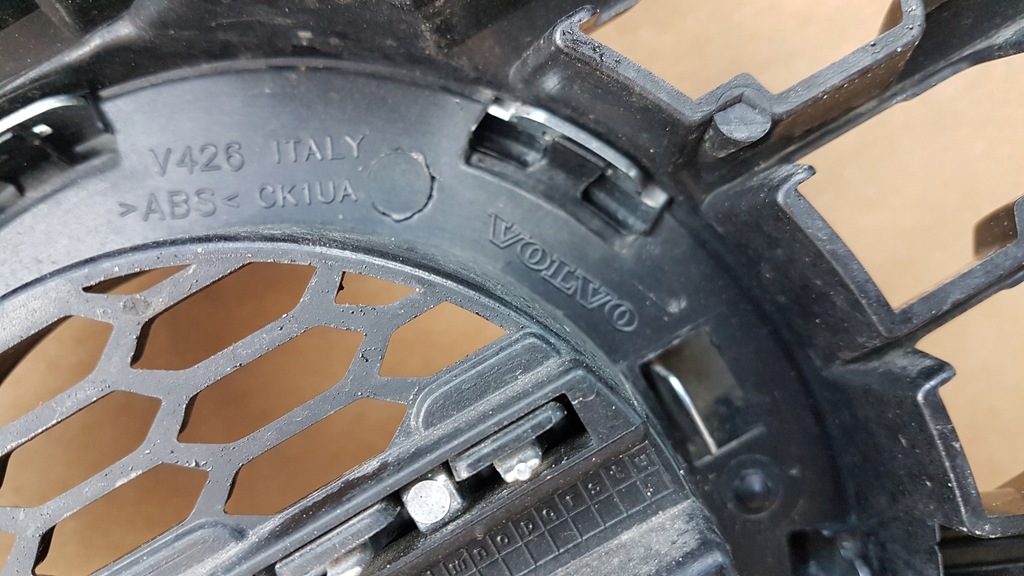 V426 ITALY
>ABS< CK1UA
VOLVO